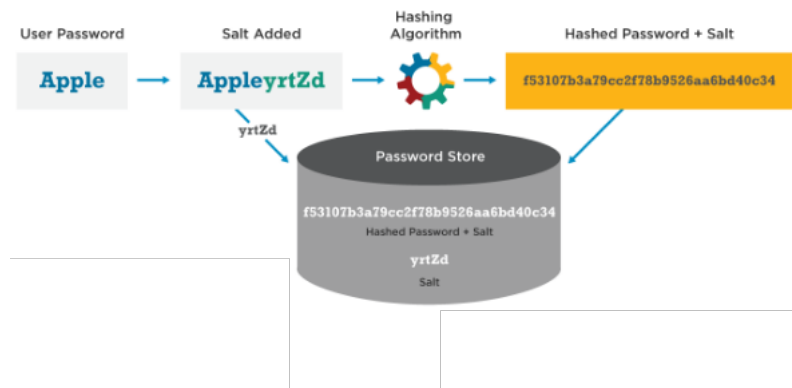 User Password
Salt Added
Hashing
Algorithm
Hashed Password + Salt
Apple
AppleyrtZd
f53107b3a79cc2f78b9526aa6bd40c34
yrtZd
Password Store
f53107b3a79cc2f78b9526aa6bd40c34
Hashed Password + Salt
yrtZd
Salt